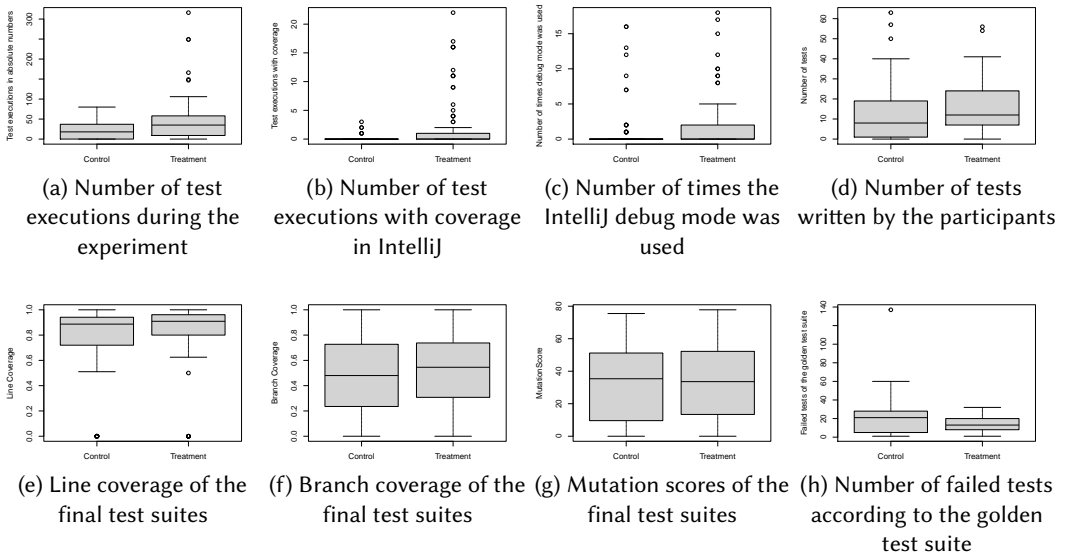 Test executions in absolute numbers
0 50 150 300
Control Treatment
Test executions with coverage
0 5 10 15 20
Control Treatment
Number of times debug mode was used
0 5 10 15
Control Treatment
Number of tests
0 10 20 30 40 50 60
Control Treatment
(a) Number of test
executions during the
experiment
(b) Number of test
executions with coverage
in IntelliJ
(c) Number of times the
IntelliJ debug mode was
used
(d) Number of tests
written by the participants
Line Coverage
0.0 0.2 0.4 0.6 0.8 1.0
Control Treatment
Branch Coverage
0.0 0.2 0.4 0.6 0.8 1.0
Control Treatment
MutationScore
0 20 40 60 80
Control Treatment
Failed tests of the golden test suite
0 20 40 60 80 100 140
Control Treatment
(e) Line coverage of the
final test suites
(f) Branch coverage of the
final test suites
(g) Mutation scores of the
final test suites
(h) Number of failed tests
according to the golden
test suite